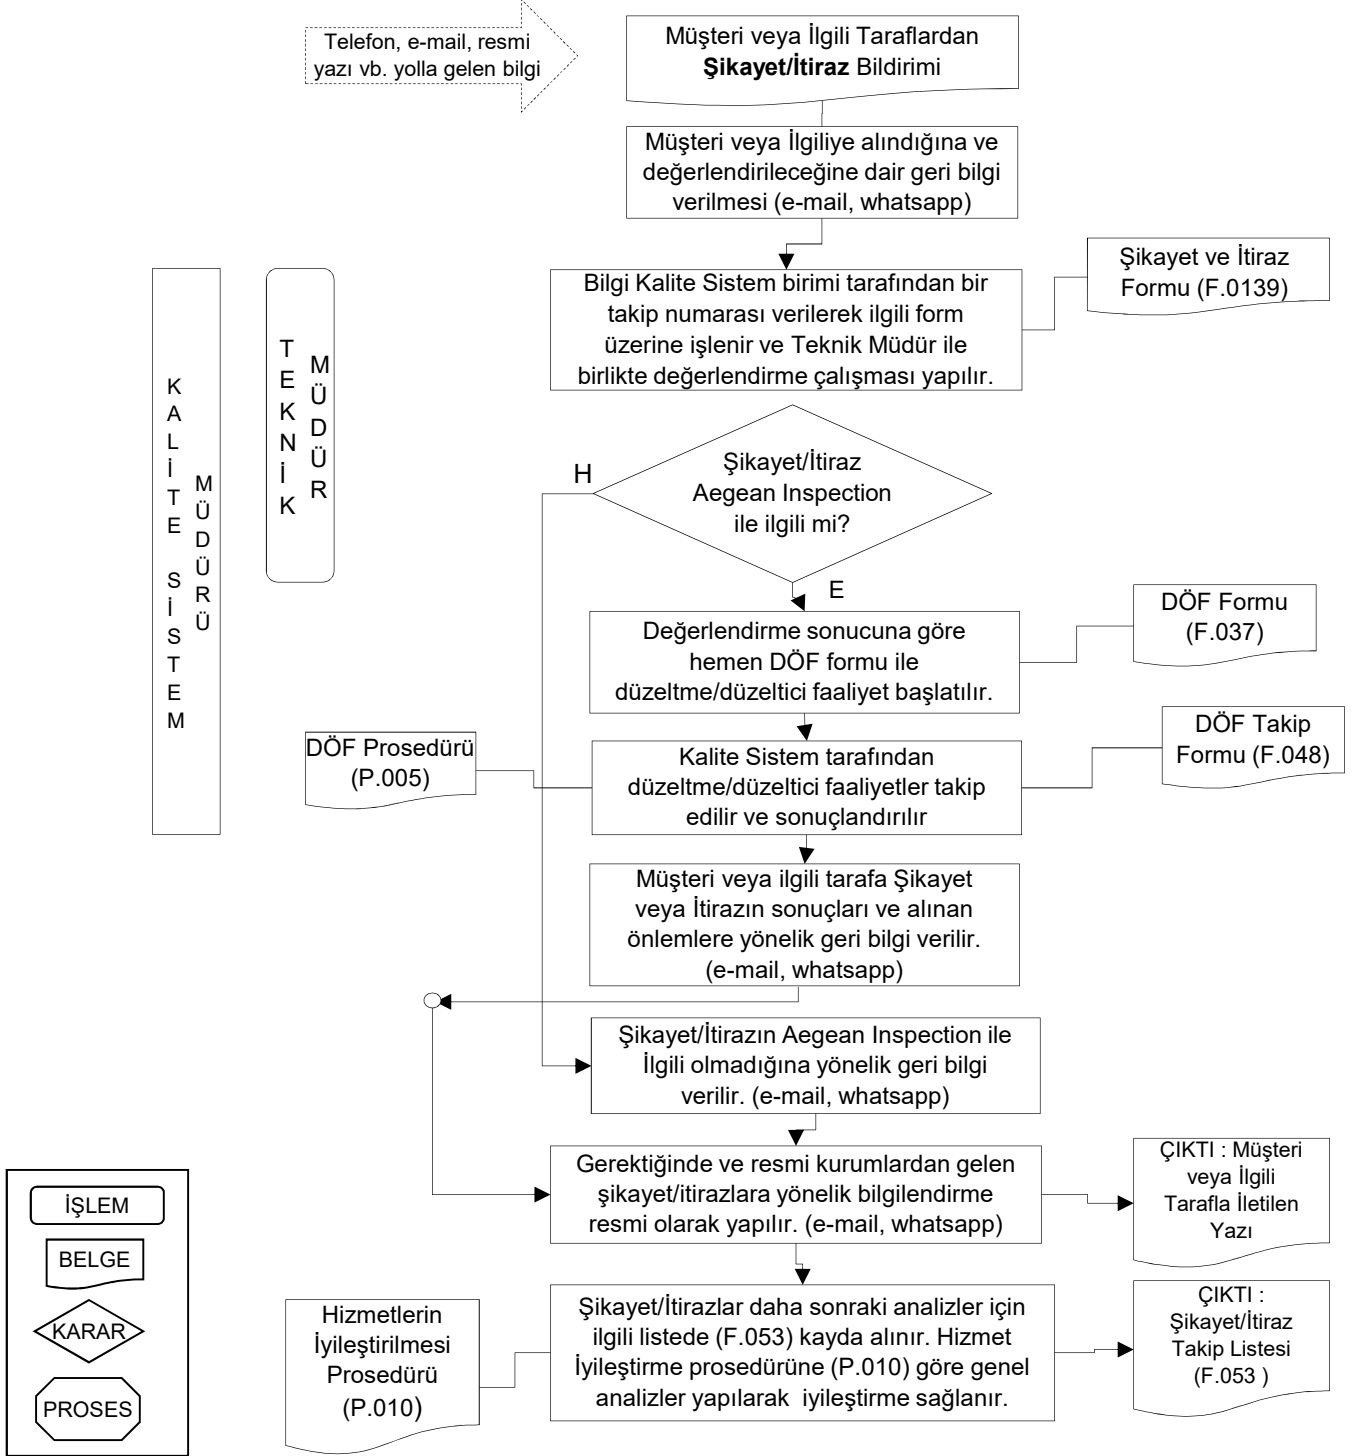 Telefon, e-mail, resmi
yazı vb. yolla gelen bilgi
Müşteri veya İlgili Taraflardan
Şikayet/İtiraz Bildirimi
Müşteri veya İlgiliye alındığına ve
değerlendirileceğine dair geri bilgi
verilmesi (e-mail, whatsapp)
Şikayet ve İtiraz
Formu (F.0139)
Bilgi Kalite Sistem birimi tarafından bir
takip numarası verilerek ilgili form
üzerine işlenir ve Teknik Müdür ile
birlikte değerlendirme çalışması yapılır.
KALİTE SİSTEM
MÜDÜRÜ
TEKNİK
MÜDÜR
Şikayet/İtiraz
Aegean Inspection
ile ilgili mi?
H
E
Değerlendirme sonucuna göre
hemen DÖF formu ile
düzeltme/düzeltici faaliyet başlatılır.
DÖF Formu
(F.037)
DÖF Prosedürü
(P.005)
Kalite Sistem tarafından
düzeltme/düzeltici faaliyetler takip
edilir ve sonuçlandırılır
DÖF Takip
Formu (F.048)
Müşteri veya ilgili tarafa Şikayet
veya İtirazın sonuçları ve alınan
önlemlere yönelik geri bilgi verilir.
(e-mail, whatsapp)
Şikayet/İtirazın Aegean Inspection ile
İlgili olmadığına yönelik geri bilgi
verilir. (e-mail, whatsapp)
Gerektiğinde ve resmi kurumlardan gelen
şikayet/itirazlara yönelik bilgilendirme
resmi olarak yapılır. (e-mail, whatsapp)
ÇIKTI : Müşteri
veya İlgili
Tarafla İletilen
Yazı
Hizmetlerin
İyileştirilmesi
Prosedürü
(P.010)
Şikayet/İtirazlar daha sonraki analizler için
ilgili listede (F.053) kayda alınır. Hizmet
İyileştirme prosedürüne (P.010) göre genel
analizler yapılarak  iyileştirme sağlanır.
ÇIKTI :
Şikayet/İtiraz
Takip Listesi
(F.053 )
İŞLEM
BELGE
KARAR
PROSES